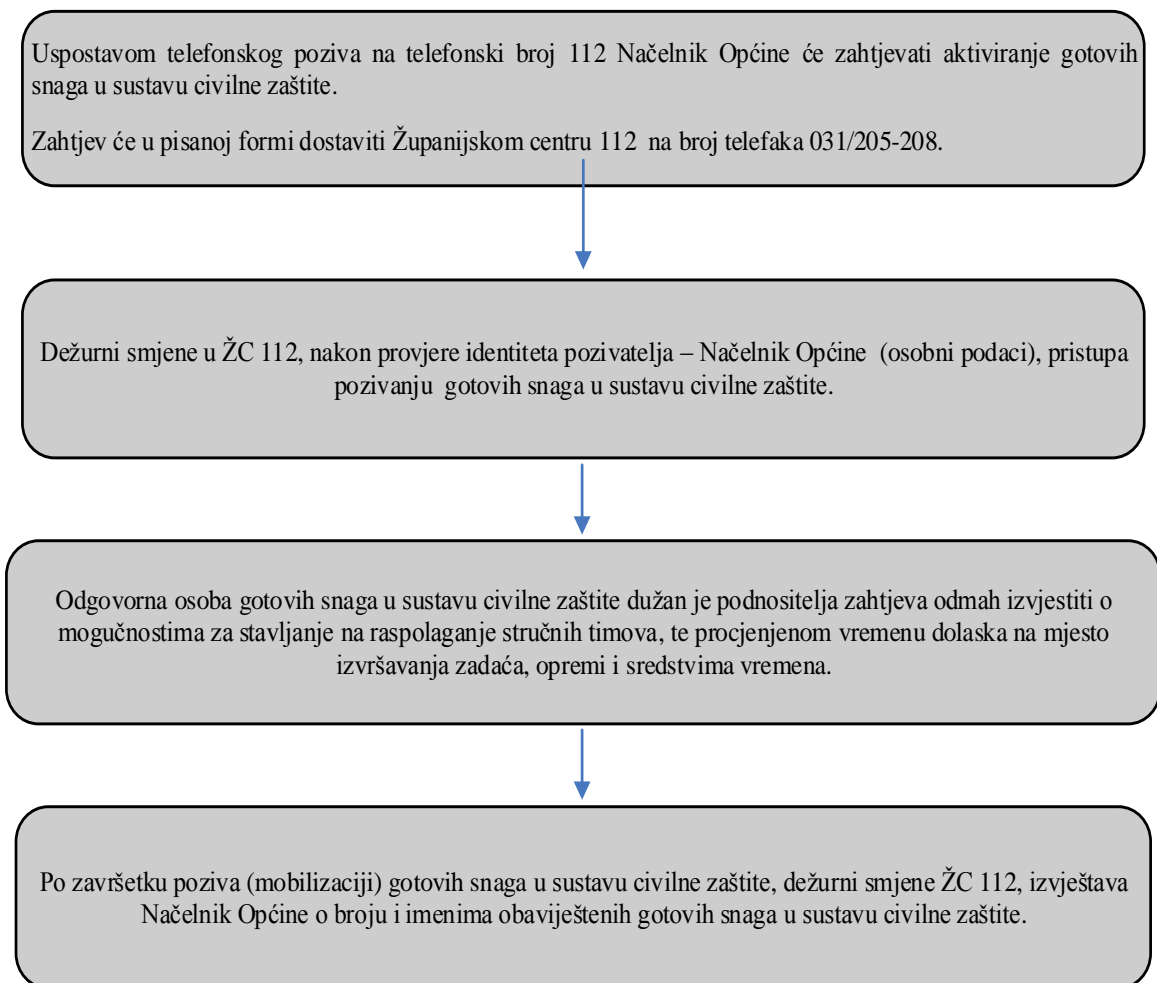 Uspostavom telefonskog poziva na telefonski broj 112 Načelnik Općine će zahtjevati aktiviranje gotovih
snaga u sustavu civilne zaštite.
Zahtjev će u pisanoj formi dostaviti Županijskom centru 112 na broj telefaka 031/205-208.
Dežurni smjene u ŽC 112, nakon provjere identiteta pozivatelja – Načelnik Općine (osobni podaci), pristupa
pozivanju gotovih snaga u sustavu civilne zaštite.
Odgovorna osoba gotovih snaga u sustavu civilne zaštite dužan je podnositelja zahtjeva odmah izvjestiti o
mogučnostima za stavljanje na raspolaganje stručnih timova, te procjenjenom vremenu dolaska na mjesto
izvršavanja zadaća, opremi i sredstvima vremena.
Po završetku poziva (mobilizaciji) gotovih snaga u sustavu civilne zaštite, dežurni smjene ŽC 112, izvještava
Načelnik Općine o broju i imenima obaviještenih gotovih snaga u sustavu civilne zaštite.